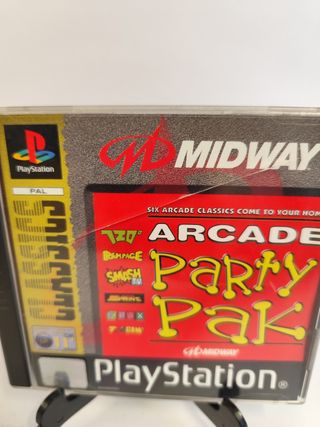 PlayStation
PAL
CLASSICS
MIDWAY
SIX ARCADE CLASSICS COME TO YOUR HOM
ARCADE
PARTY
PAK
720°
RAMPAGE
SMASH
TV
MIDWAY
PlayStation